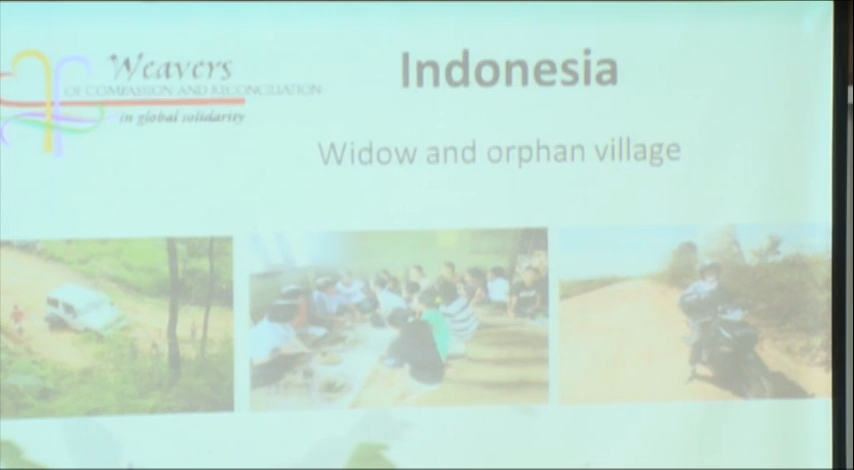 Weavers
OF COMPASSION AND RECONCILIATION
in global solidarity
Indonesia
Widow and orphan village